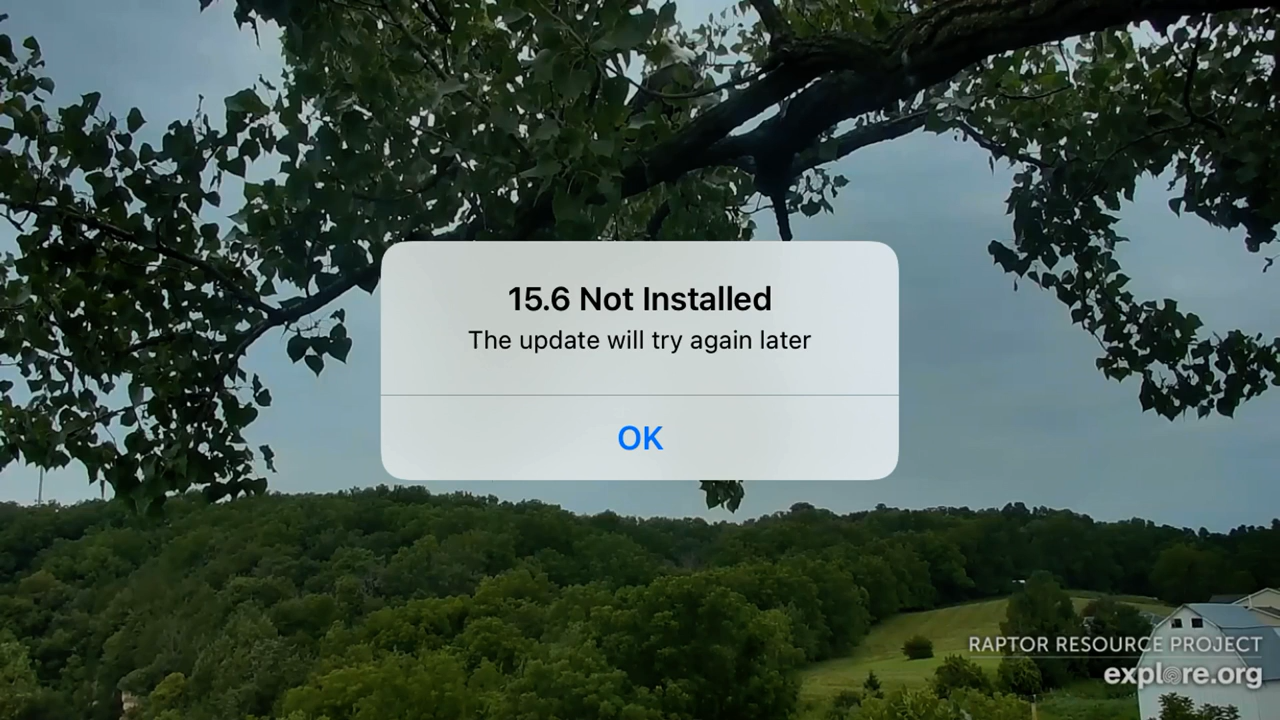 15.6 Not Installed
The update will try again later
OK
RAPTOR RESOURCE PROJECT
explore.org